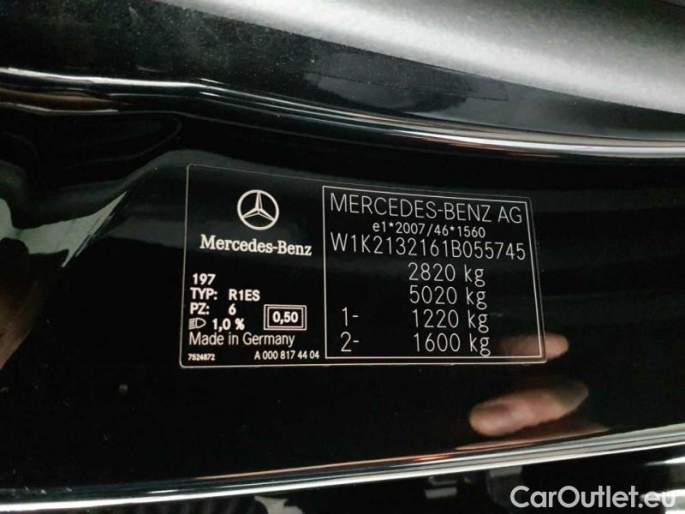 Mercedes-Benz
197
TYP: R1ES
PZ: 6
1,0 %
0,50
Made in Germany
7524872
A 000 817 44 04
MERCEDES-BENZ AG
e1*2007/46*1560
W1K2132161B055745
2820 kg
5020 kg
1- 1220 kg
2- 1600 kg
CarOutlet.eu